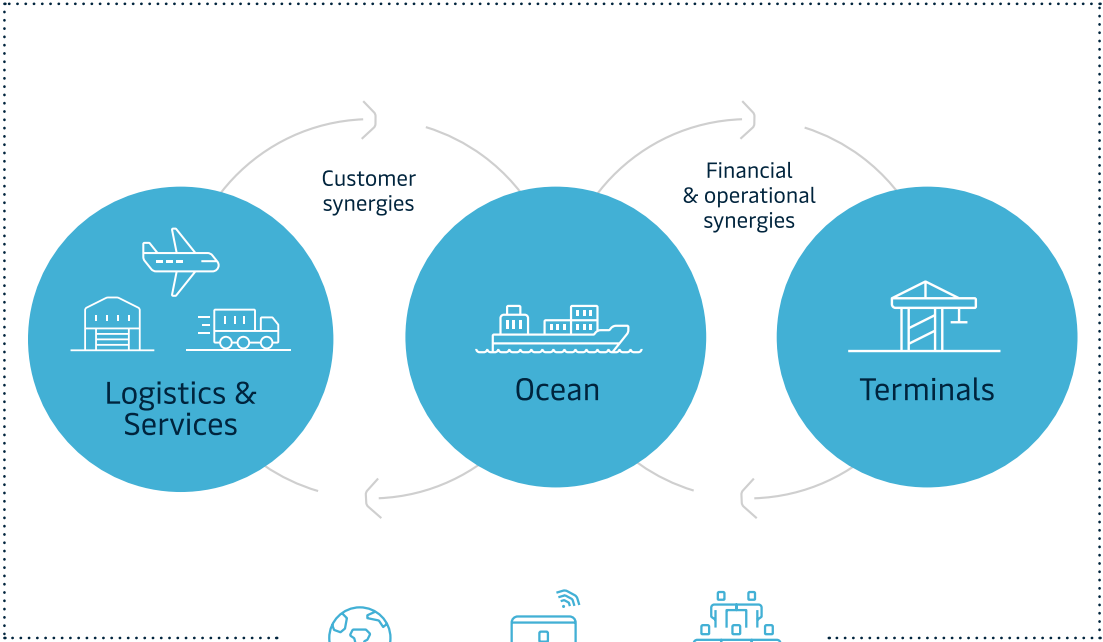 Customer
synergies
Financial
& operational
synergies
Logistics &
Services
Ocean
Terminals